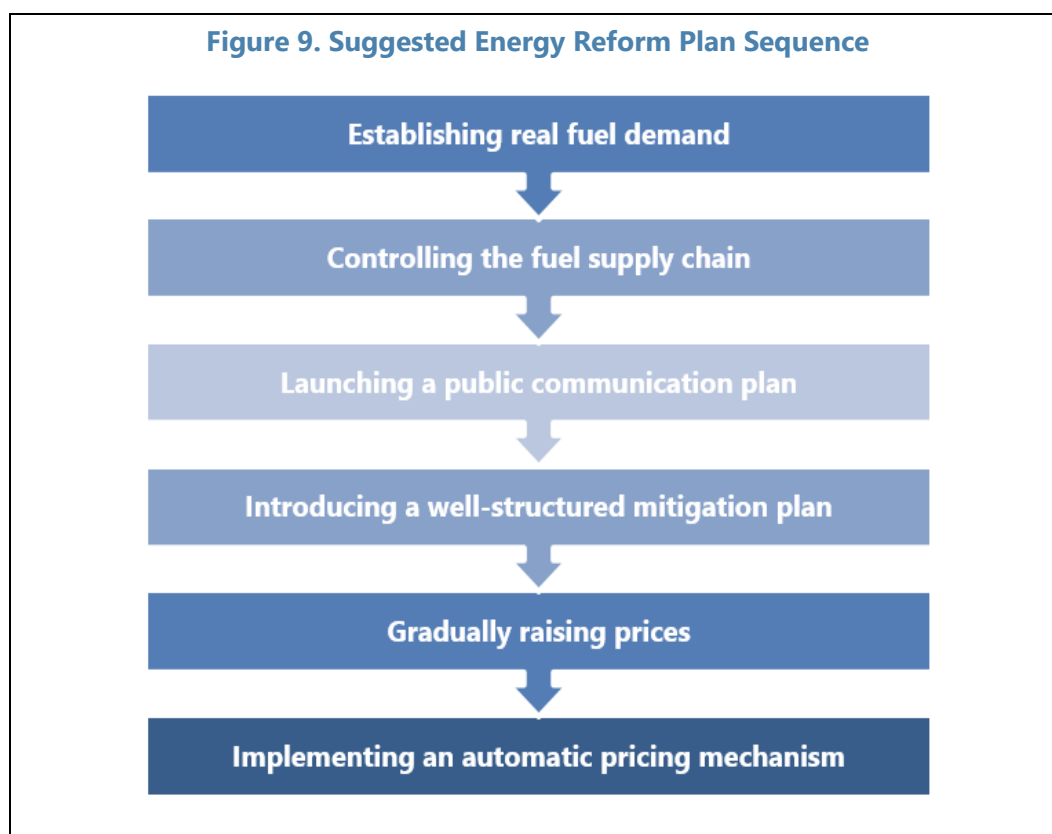 Figure 9. Suggested Energy Reform Plan Sequence
Establishing real fuel demand
Controlling the fuel supply chain
Launching a public communication plan
Introducing a well-structured mitigation plan
Gradually raising prices
Implementing an automatic pricing mechanism